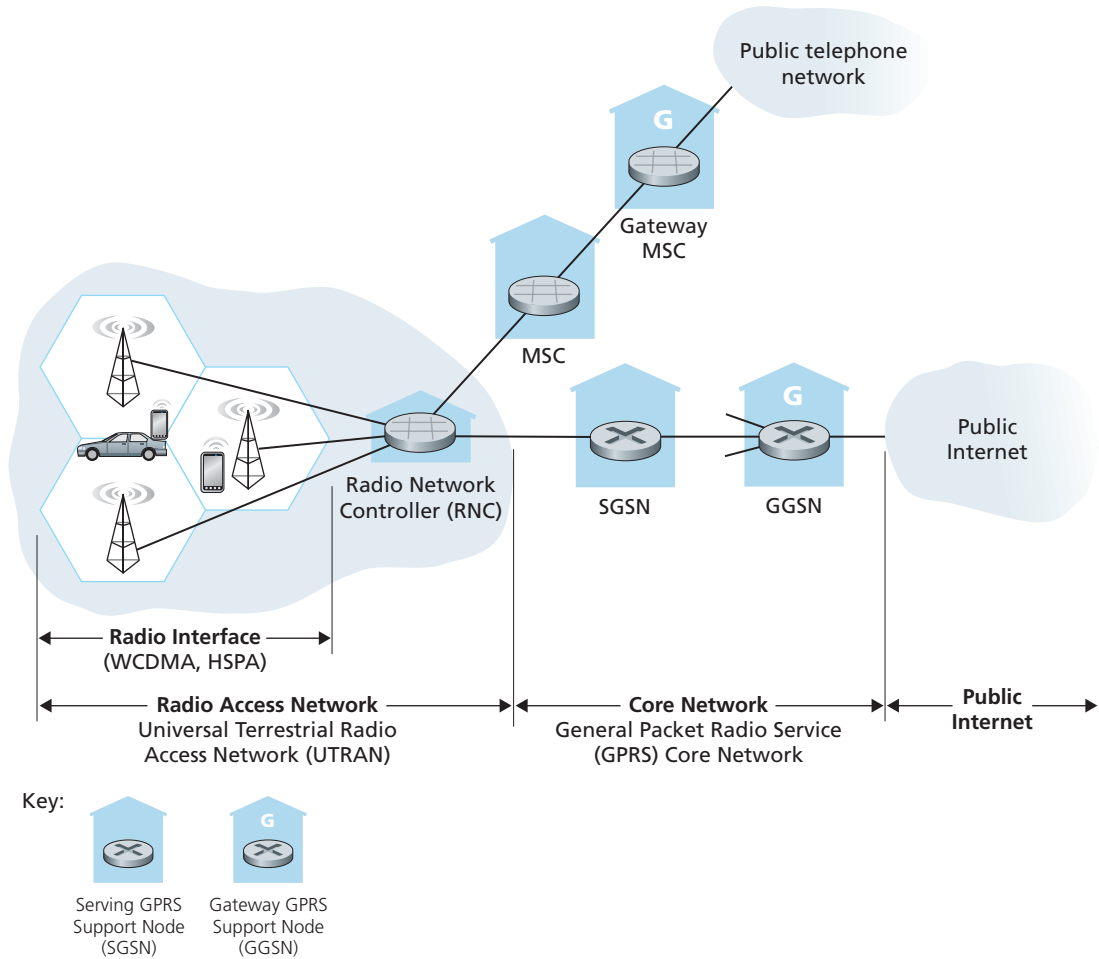 Public telephone
network
G
Gateway
MSC
MSC
G
SGSN
GGSN
Public
Internet
Radio Network
Controller (RNC)
Radio Interface
(WCDMA, HSPA)
Radio Access Network
Universal Terrestrial Radio
Access Network (UTRAN)
Core Network
General Packet Radio Service
(GPRS) Core Network
Public
Internet
Key:
G
Serving GPRS
Support Node
(SGSN)
Gateway GPRS
Support Node
(GGSN)